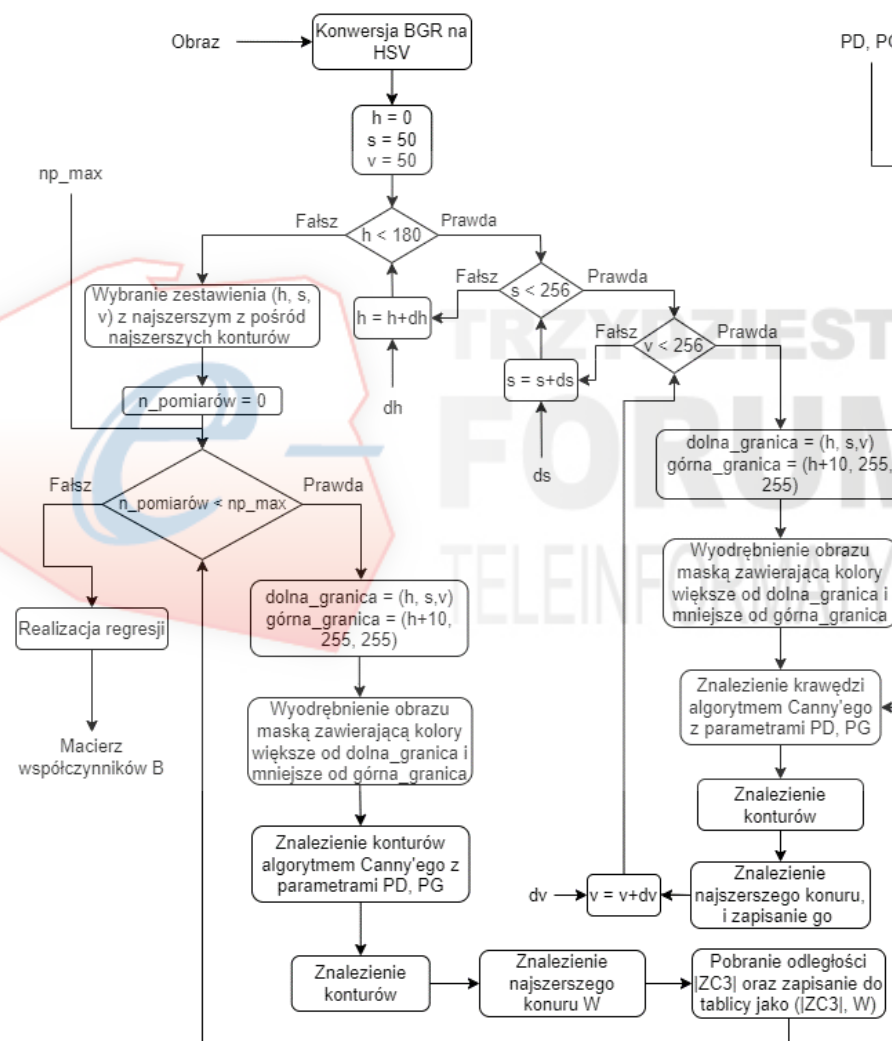 Obraz
Konwersja BGR na
HSV
PD, PG
h = 0
s = 50
v = 50
np_max
Fałsz
h < 180
Prawda
Fałsz
s < 256
Prawda
Wybranie zestawienia (h, s,
v) z najszerszym z pośród
najszerszych konturów
h = h+dh
Fałsz
v < 256
Prawda
s = s+ds
dh
n_pomiarów = 0
ds
TRZYDZIEST
FORUM
TELEINFORMATY
e-
dolna_granica = (h, s,v)
górna_granica = (h+10, 255,
255)
Fałsz
n_pomiarów < np_max
Prawda
Wyodrębnienie obrazu
maską zawierającą kolory
większe od dolna_granica i
mniejsze od górna_granica
dolna_granica = (h, s,v)
górna_granica = (h+10,
255, 255)
Realizacja regresji
Macierz
współczynników B
Wyodrębnienie obrazu
maską zawierającą kolory
większe od dolna_granica i
mniejsze od górna_granica
Znalezienie krawędzi
algorytmem Canny'ego
z parametrami PD, PG
Znalezienie
konturów
Znalezienie konturów
algorytmem Canny'ego z
parametrami PD, PG
Znalezienie
najszerszego konuru,
i zapisanie go
dv
v = v+dv
Znalezienie
konturów
Znalezienie
najszerszego
konuru W
Pobranie odległości
|ZC3| oraz zapisanie do
tablicy jako (|ZC3|, W)